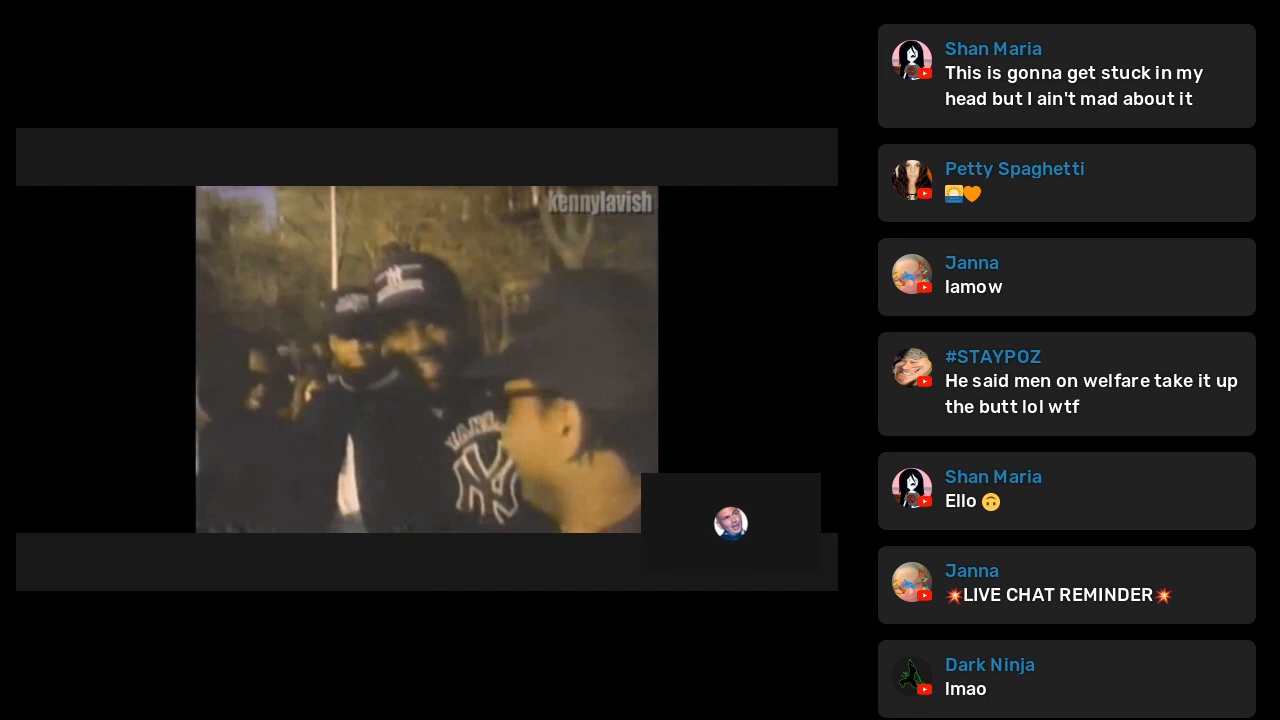 kennylavish
YANK
NY
Shan Maria
This is gonna get stuck in my
head but I ain't mad about it
Petty Spaghetti
🌅🧡
Janna
lamow
#STAYPOZ
He said men on welfare take it up
the butt lol wtf
Shan Maria
Ello 🙃
Janna
💥LIVE CHAT REMINDER💥
Dark Ninja
lmao